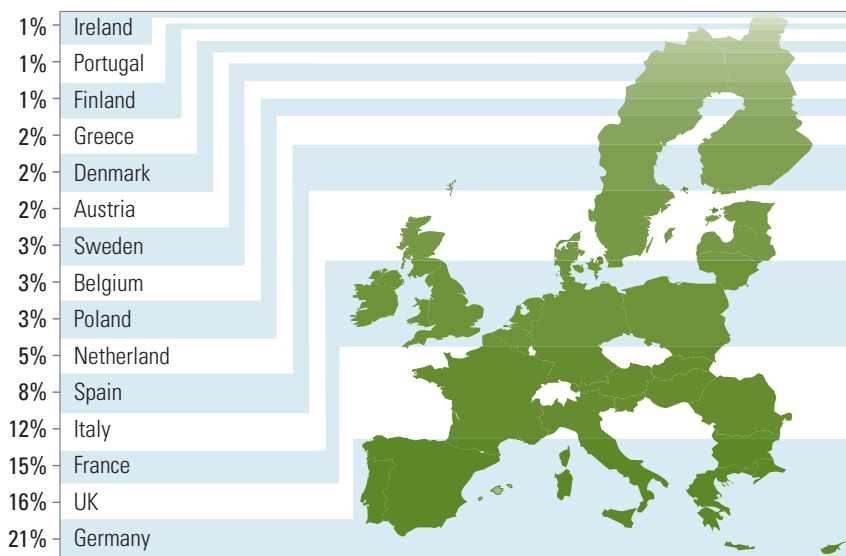 1% Ireland
1% Portugal
1% Finland
2% Greece
2% Denmark
2% Austria
3% Sweden
3% Belgium
3% Poland
5% Netherland
8% Spain
12% Italy
15% France
16% UK
21% Germany